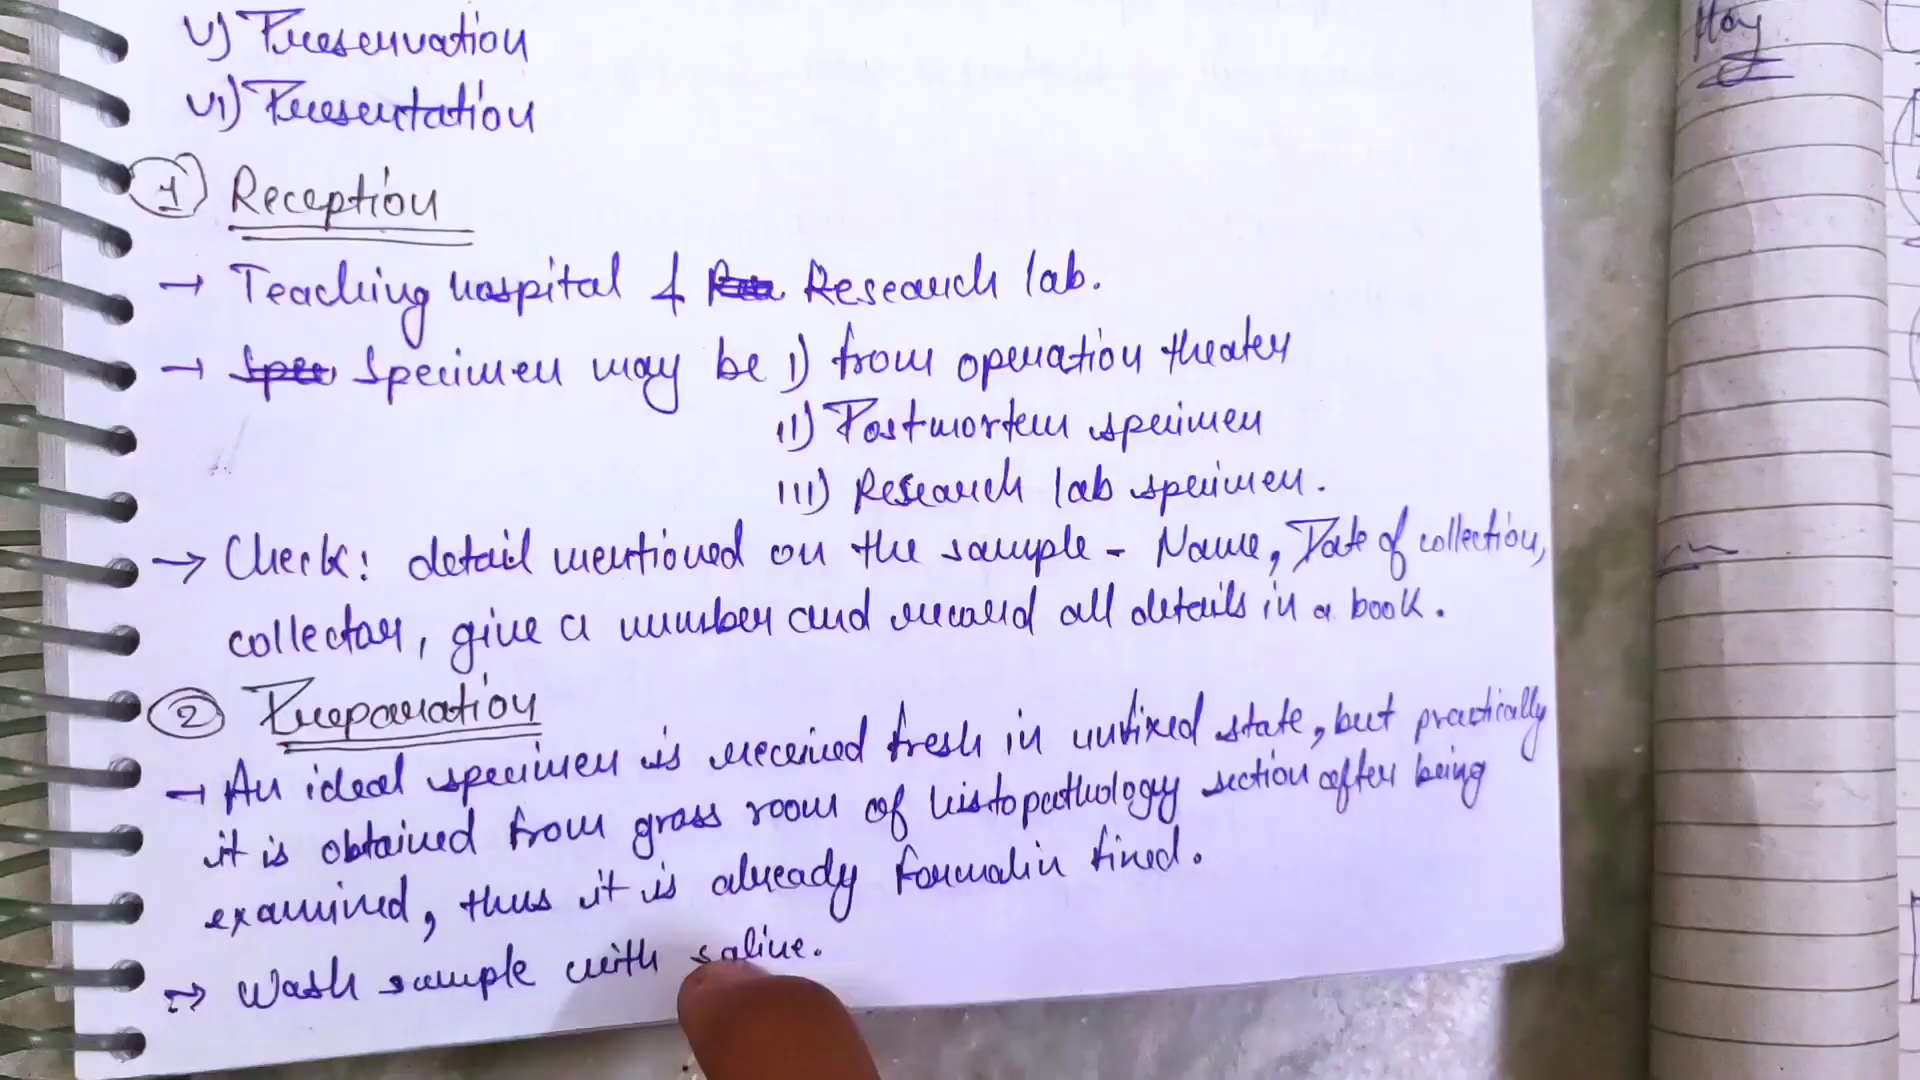 V) Preservation
VI) Presentation
1 Reception
→ Teaching hospital & Research lab.
→ specimen may be I) from operation theater
II) Postmortem specimen
III) Research lab specimen.
→ Check: detail mentioned on the sample - Name, Date of collection,
collector, give a number and record all details in a book.
2 Preparation
→ An ideal specimen is received fresh in unfixed state, but practically
it is obtained from gross room of histopathology section after being
examined, thus it is already formalin fixed.
→ Wash sample with saline.